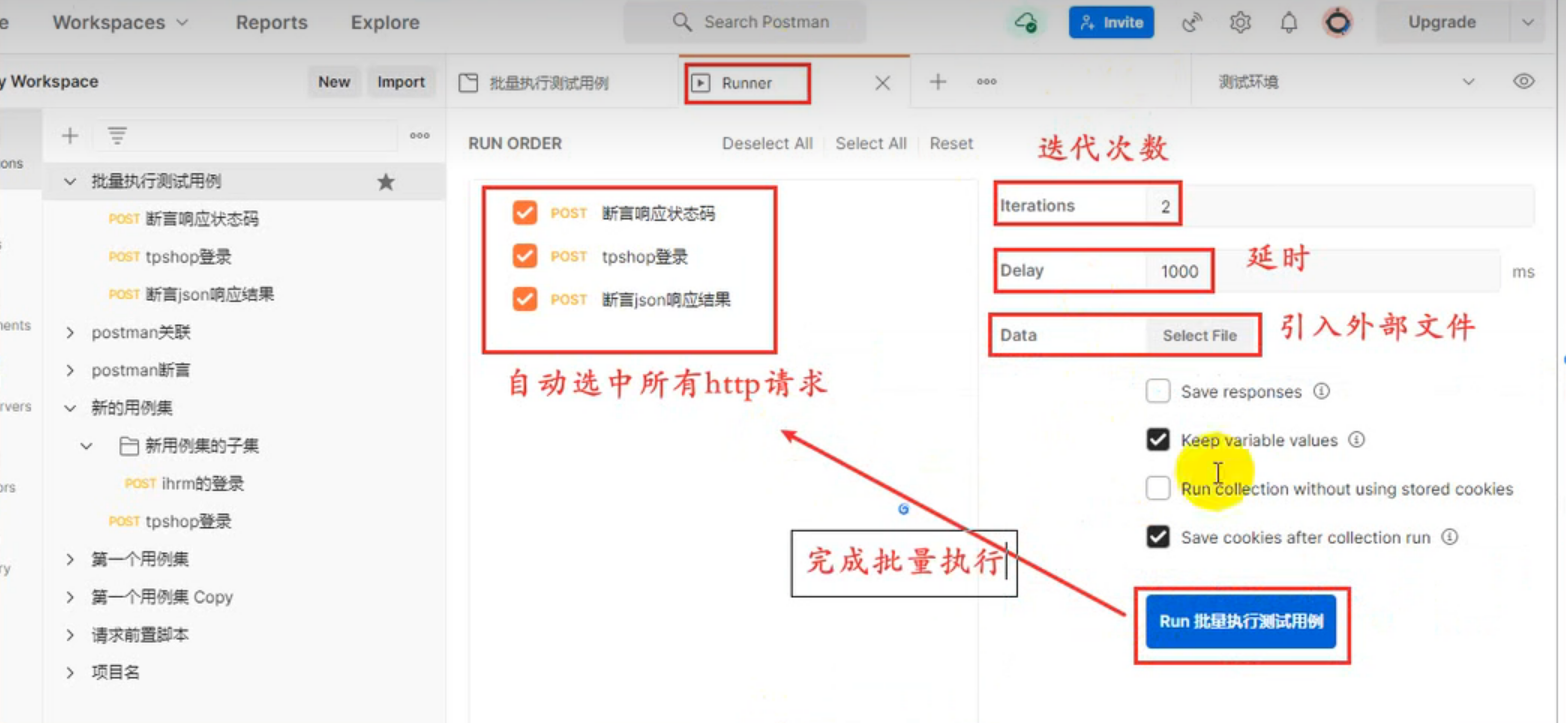 e Workspaces Reports Explore Search Postman Invite Upgrade
y Workspace New Import 批量执行测试用例 Runner 测试环境
ons
ents
rvers
ors
ry
批量执行测试用例
POST 断言响应状态码
POST tpshop登录
POST 断言json响应结果
postman关联
postman断言
新的用例集
新用例集的子集
POST ihrm的登录
POST tpshop登录
第一个用例集
第一个用例集 Copy
请求前置脚本
项目名
RUN ORDER Deselect All Select All Reset
POST 断言响应状态码
POST tpshop登录
POST 断言json响应结果
自动选中所有http请求
完成批量执行
迭代次数
Iterations 2
Delay 1000 ms
延时
Data Select File
引入外部文件
Save responses
Keep variable values
Run collection without using stored cookies
Save cookies after collection run
Run 批量执行测试用例